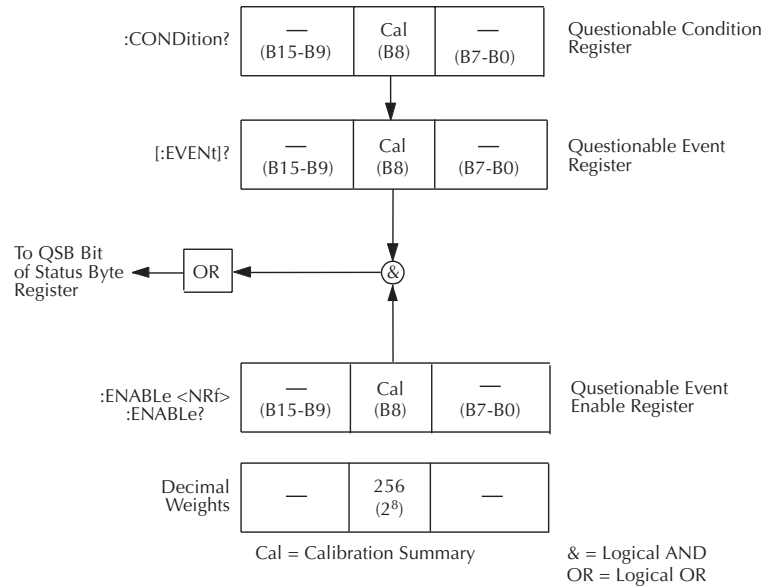 :CONDition?
—
(B15-B9)
Cal
(B8)
—
(B7-B0)
Questionable Condition
Register
[:EVENt]?
—
(B15-B9)
Cal
(B8)
—
(B7-B0)
Questionable Event
Register
To QSB Bit
of Status Byte
Register
OR
&
:ENABLe <NRf>
:ENABLe?
—
(B15-B9)
Cal
(B8)
—
(B7-B0)
Qusetionable Event
Enable Register
Decimal
Weights
—
256
(2⁸)
—
Cal = Calibration Summary
& = Logical AND
OR = Logical OR